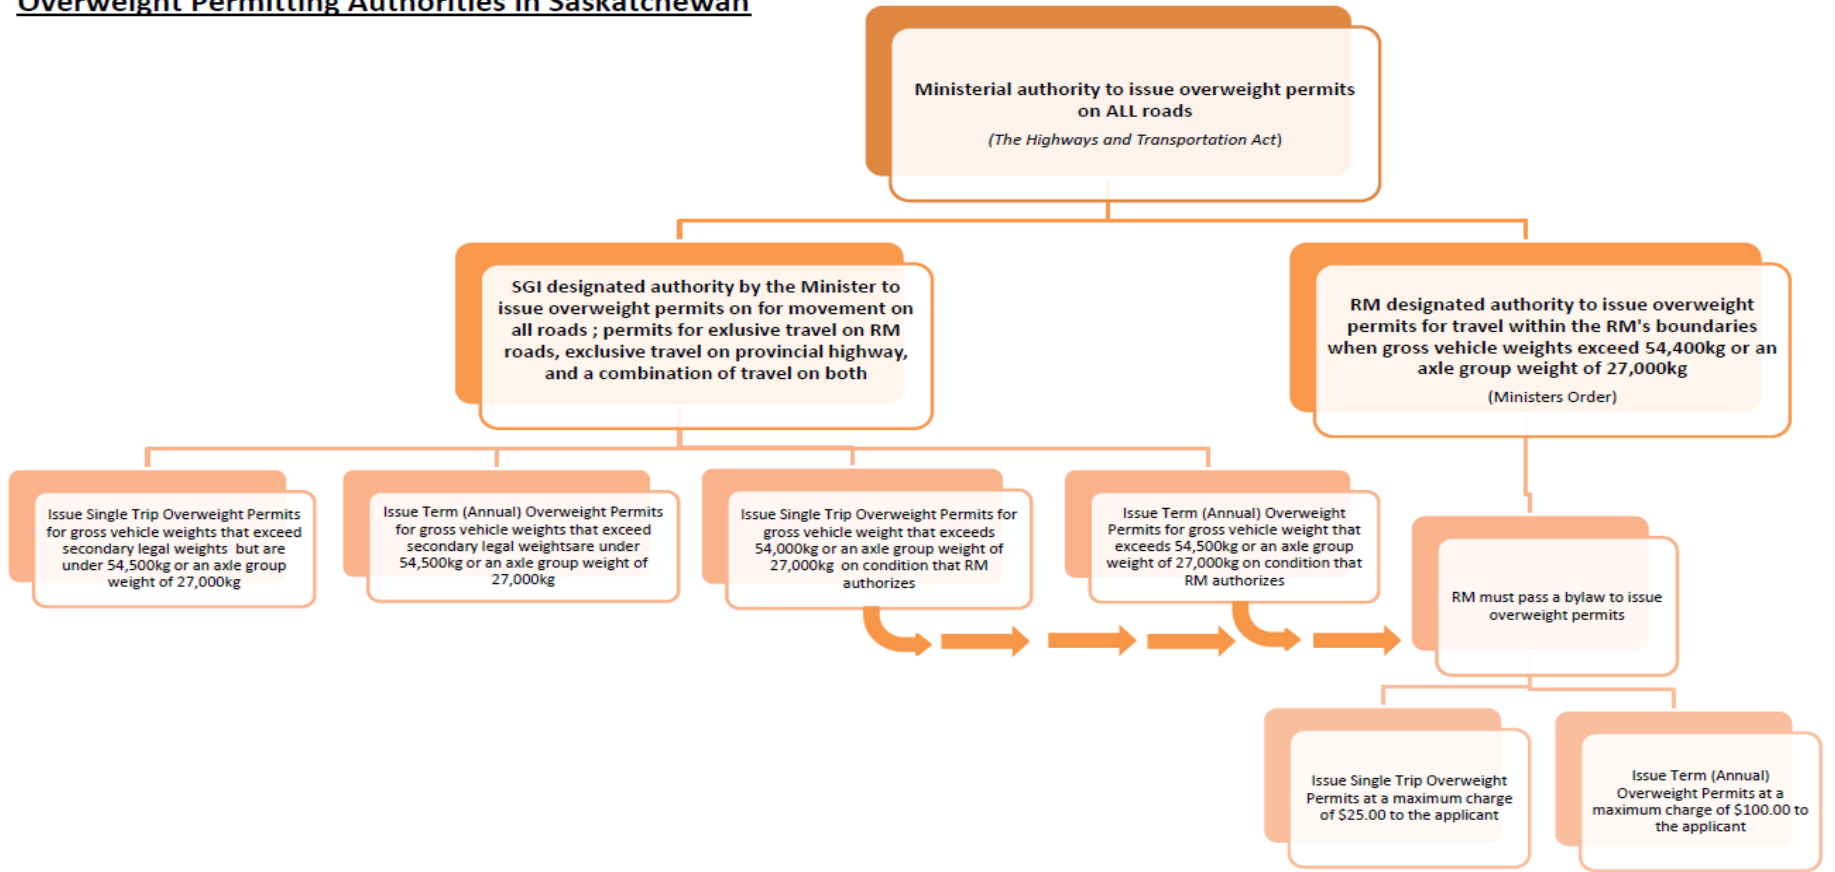 Overweight Permitting Authorities in Saskatchewan
Ministerial authority to issue overweight permits
on ALL roads
(The Highways and Transportation Act)
SGI designated authority by the Minister to
issue overweight permits on for movement on
all roads ; permits for exlusive travel on RM
roads, exclusive travel on provincial highway,
and a combination of travel on both
RM designated authority to issue overweight
permits for travel within the RM's boundaries
when gross vehicle weights exceed 54,400kg or an
axle group weight of 27,000kg
(Ministers Order)
Issue Single Trip Overweight Permits
for gross vehicle weights that exceed
secondary legal weights but are
under 54,500kg or an axle group
weight of 27,000kg
Issue Term (Annual) Overweight Permits
for gross vehicle weights that exceed
secondary legal weightsare under
54,500kg or an axle group weight of
27,000kg
Issue Single Trip Overweight Permits for
gross vehicle weight that exceeds
54,000kg or an axle group weight of
27,000kg on condition that RM
authorizes
Issue Term (Annual) Overweight
Permits for gross vehicle weight that
exceeds 54,500kg or an axle group
weight of 27,000kg on condition that
RM authorizes
RM must pass a bylaw to issue
overweight permits
Issue Single Trip Overweight
Permits at a maximum charge
of $25.00 to the applicant
Issue Term (Annual)
Overweight Permits at a
maximum charge of $100.00 to
the applicant